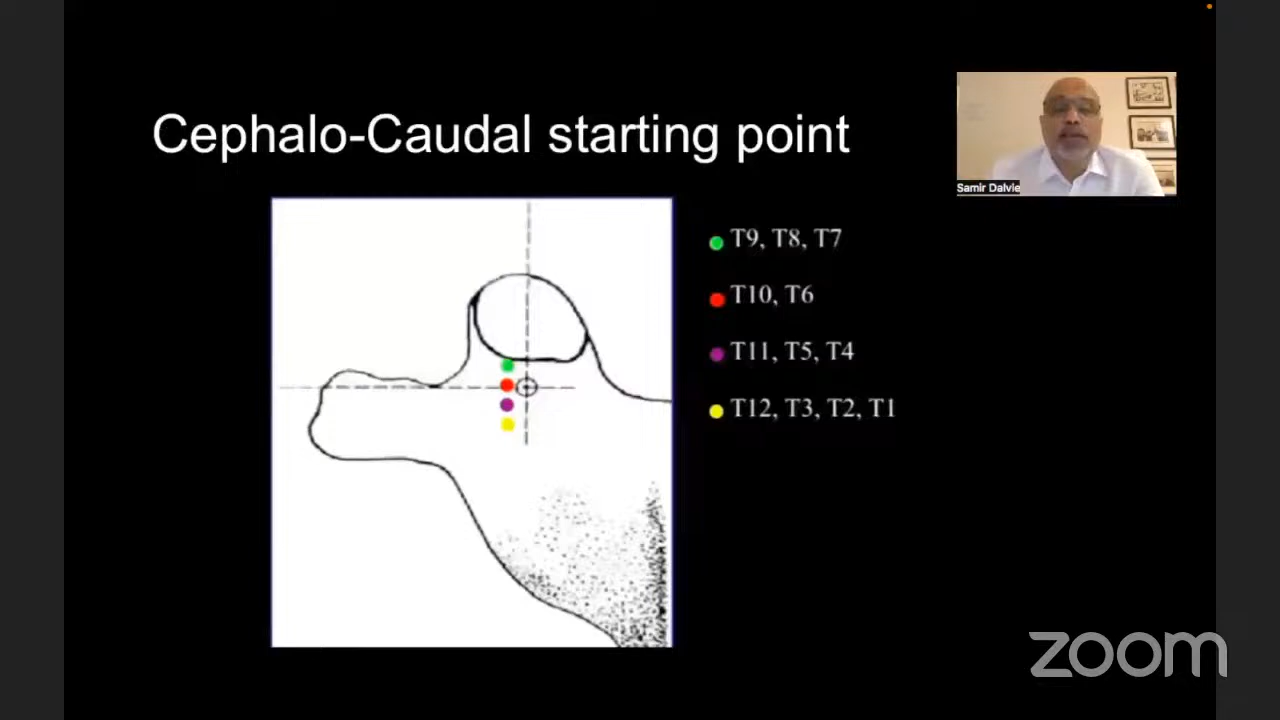 Cephalo-Caudal starting point
Samir Dalvie
T9, T8, T7
T10, T6
T11, T5, T4
T12, T3, T2, T1
zoom